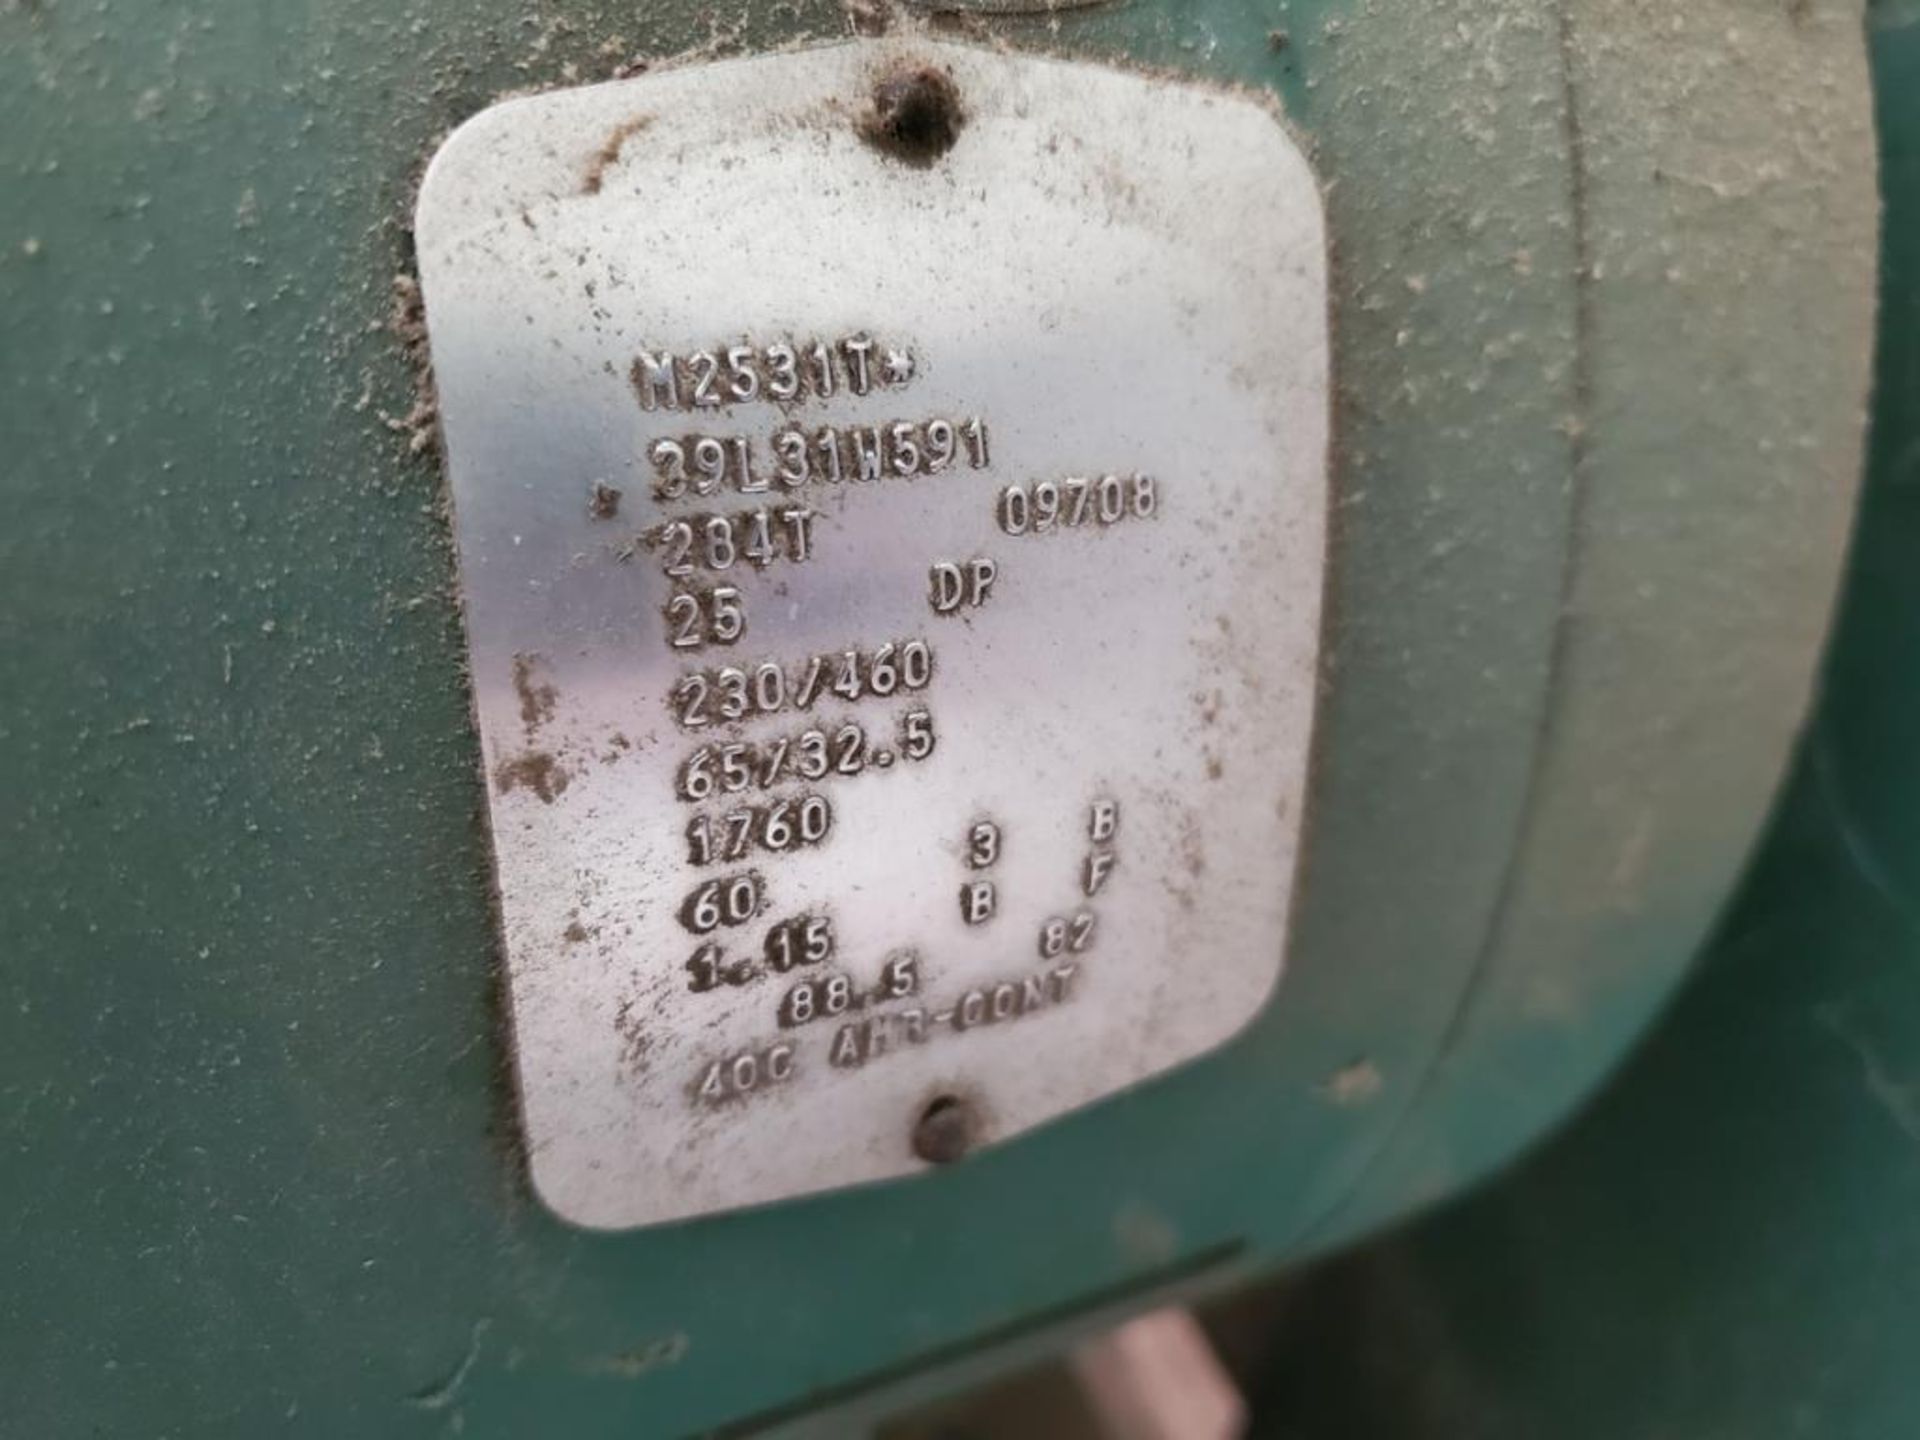 M2531T*
39L31W591
284T 09708
25 DP
230/460
65/32.5
1760
60 3 B
1.15 B F
88.5 82
40C AMB-CONT